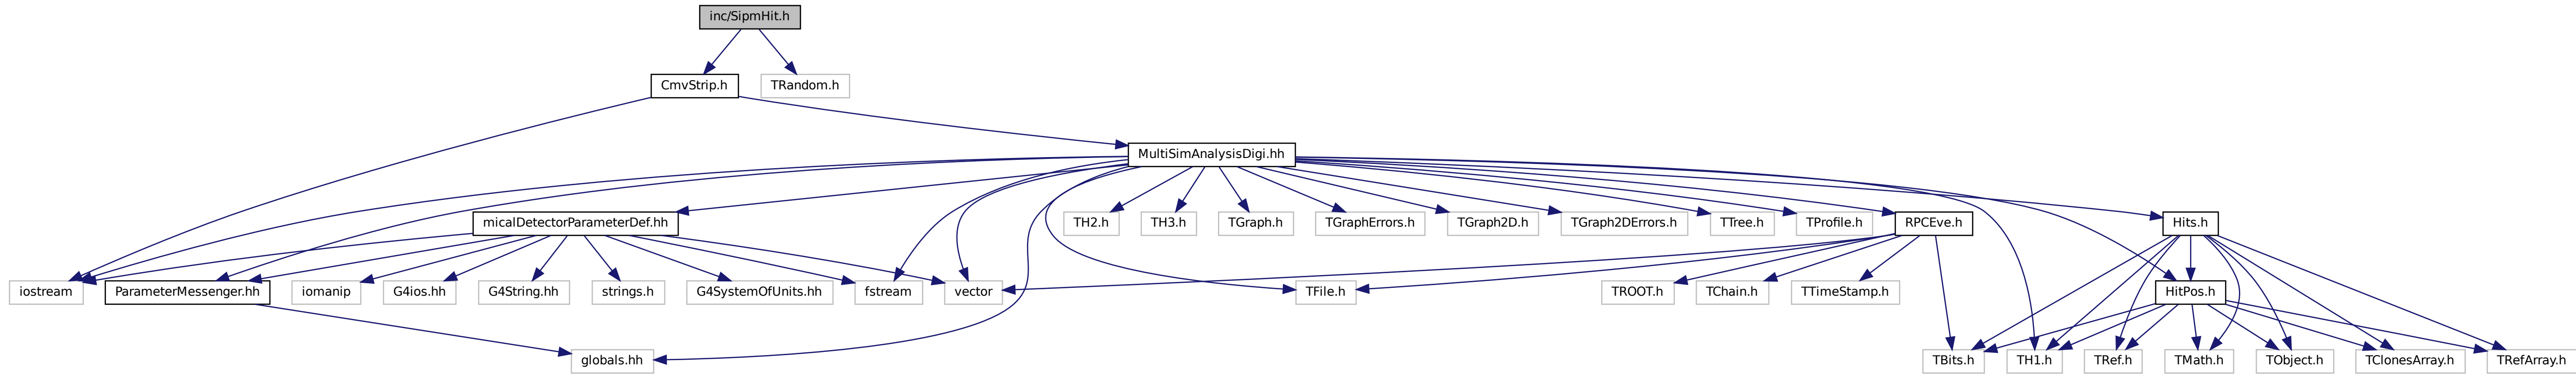 inc/SipmHit.h
CmvStrip.h
TRandom.h
MultiSimAnalysisDigi.hh
micalDetectorParameterDef.hh
TH2.h
TH3.h
TGraph.h
TGraphErrors.h
TGraph2D.h
TGraph2DErrors.h
TTree.h
TProfile.h
RPCEve.h
Hits.h
iostream
ParameterMessenger.hh
iomanip
G4ios.hh
G4String.hh
strings.h
G4SystemOfUnits.hh
fstream
vector
TFile.h
TROOT.h
TChain.h
TTimeStamp.h
HitPos.h
globals.hh
TBits.h
TH1.h
TRef.h
TMath.h
TObject.h
TClonesArray.h
TRefArray.h